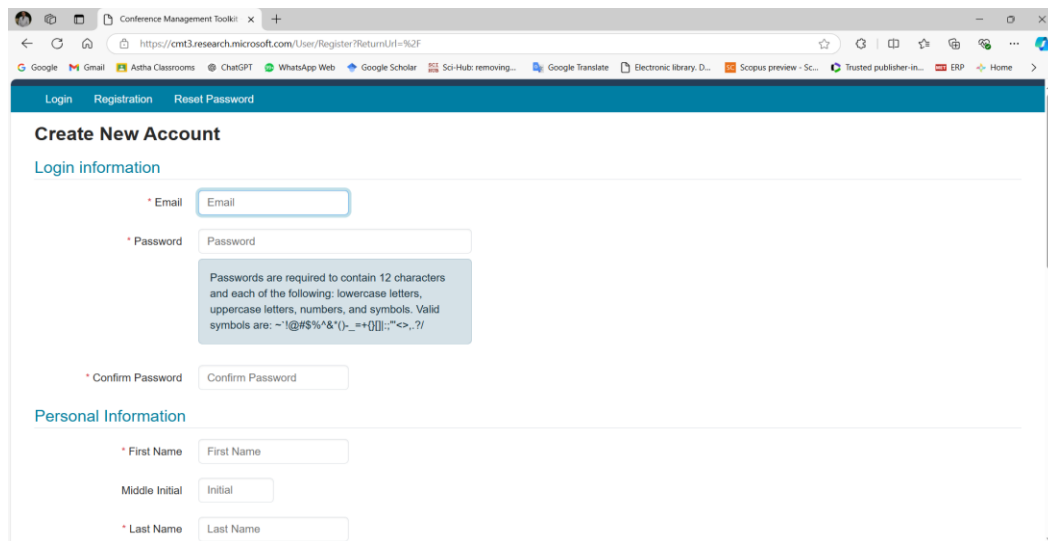 Conference Management Toolkit
https://cmt3.research.microsoft.com/User/Register?ReturnUrl=%2F
Google Gmail Astha Classrooms ChatGPT WhatsApp Web Google Scholar Sci-Hub: removing... Google Translate Electronic library. D... Scopus preview - Sc... Trusted publisher-in... ERP Home
Login Registration Reset Password
Create New Account
Login information
* Email Email
* Password Password
Passwords are required to contain 12 characters
and each of the following: lowercase letters,
uppercase letters, numbers, and symbols. Valid
symbols are: ~`!@#$%^&*()-_=+{}[]|:;"'<>,.?/
* Confirm Password Confirm Password
Personal Information
* First Name First Name
Middle Initial Initial
* Last Name Last Name